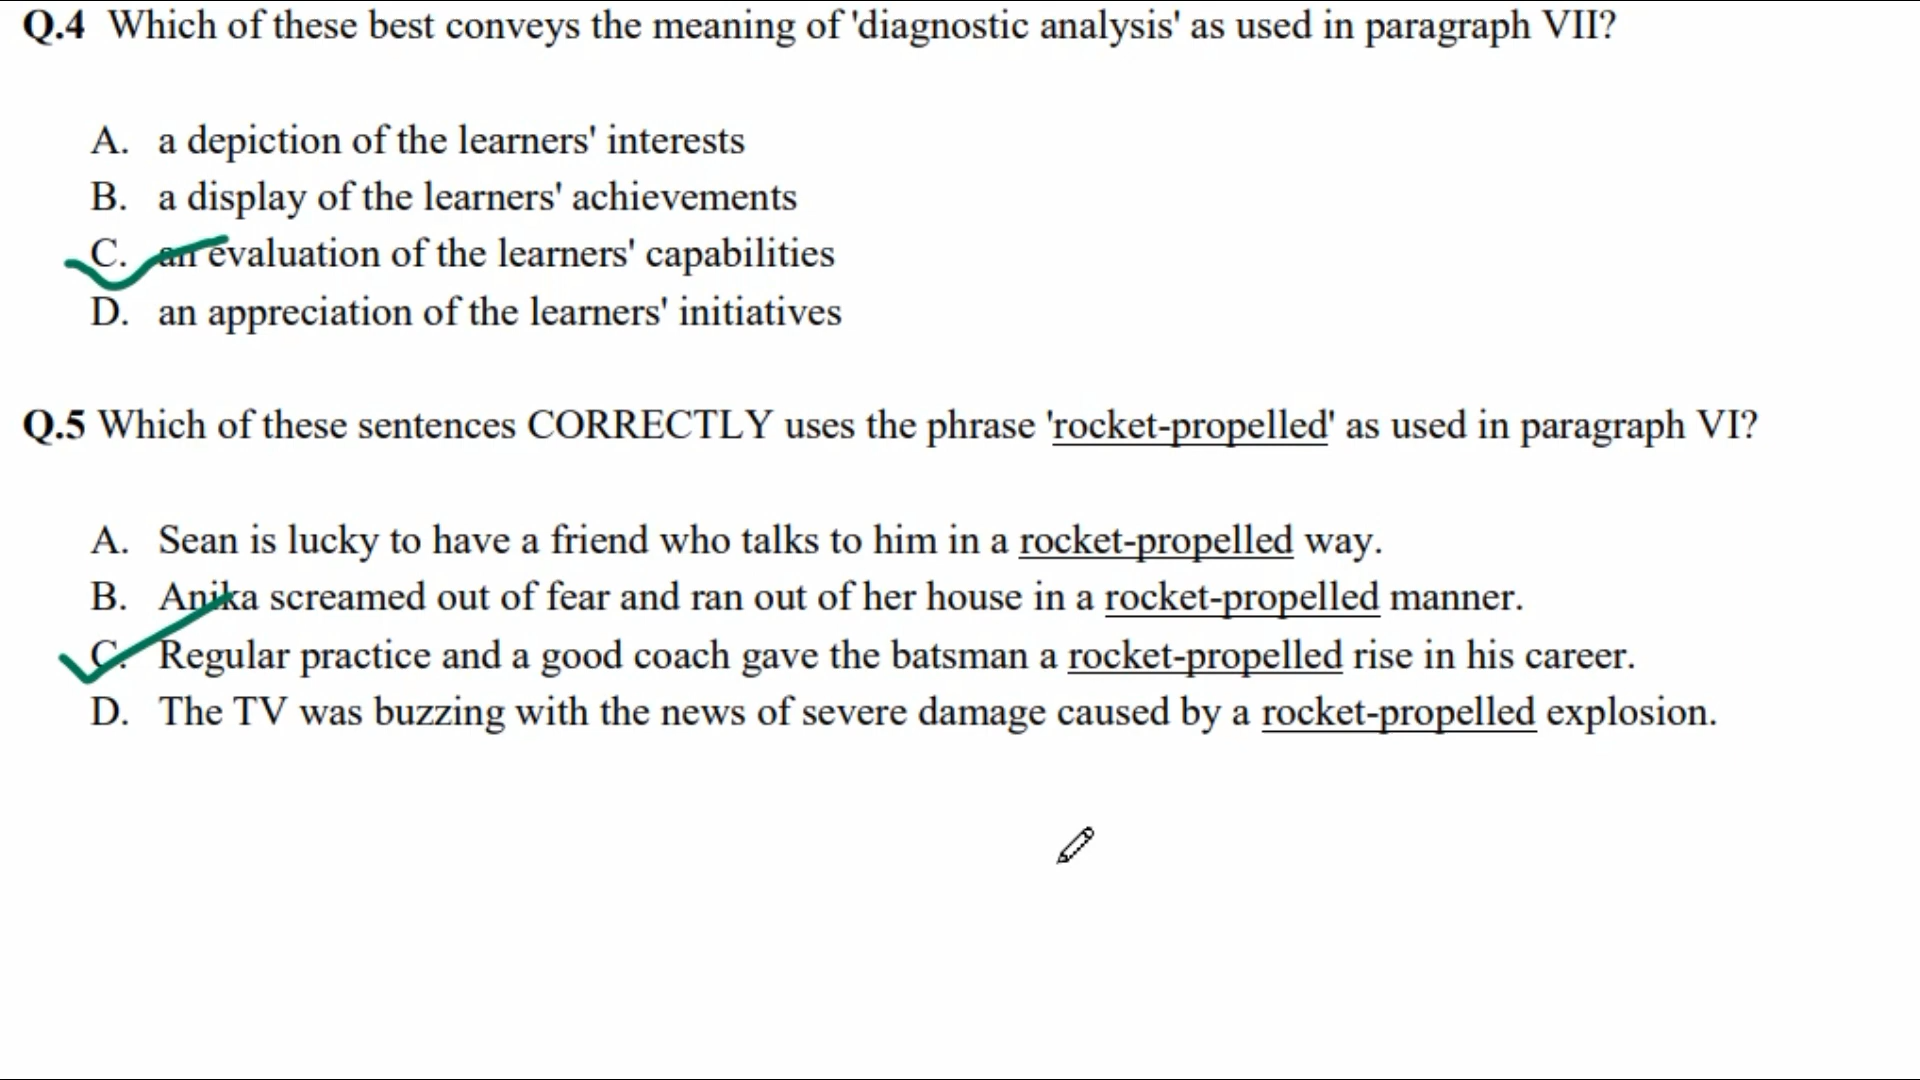 Q.4 Which of these best conveys the meaning of 'diagnostic analysis' as used in paragraph VII?
A. a depiction of the learners' interests
B. a display of the learners' achievements
C. an evaluation of the learners' capabilities
D. an appreciation of the learners' initiatives
Q.5 Which of these sentences CORRECTLY uses the phrase 'rocket-propelled' as used in paragraph VI?
A. Sean is lucky to have a friend who talks to him in a rocket-propelled way.
B. Anika screamed out of fear and ran out of her house in a rocket-propelled manner.
C. Regular practice and a good coach gave the batsman a rocket-propelled rise in his career.
D. The TV was buzzing with the news of severe damage caused by a rocket-propelled explosion.